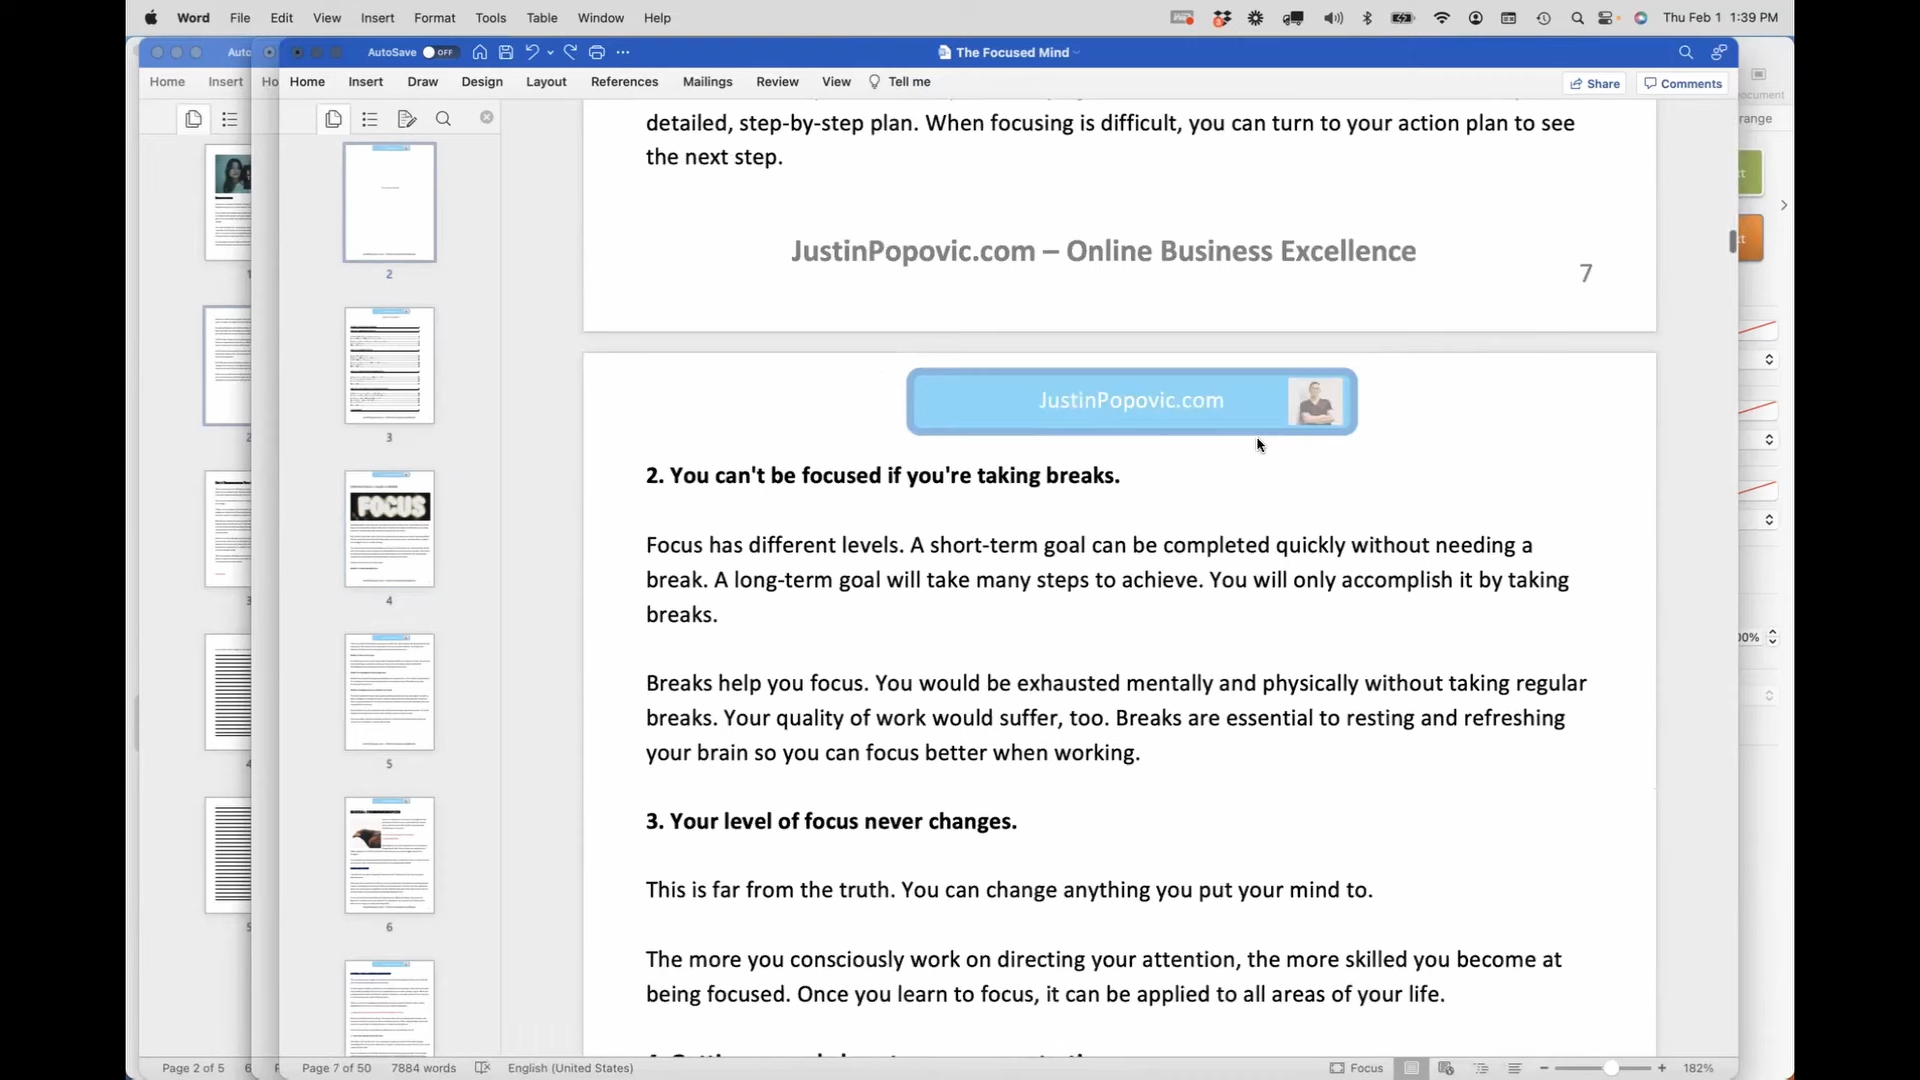 Word File Edit View Insert Format Tools Table Window Help
Thu Feb 1 1:39 PM
Auto
AutoSave OFF
The Focused Mind
Home Insert
Home Insert Draw Design Layout References Mailings Review View Tell me
Share Comments
detailed, step-by-step plan. When focusing is difficult, you can turn to your action plan to see
the next step.
JustinPopovic.com – Online Business Excellence
7
JustinPopovic.com
2. You can't be focused if you're taking breaks.
Focus has different levels. A short-term goal can be completed quickly without needing a
break. A long-term goal will take many steps to achieve. You will only accomplish it by taking
breaks.
Breaks help you focus. You would be exhausted mentally and physically without taking regular
breaks. Your quality of work would suffer, too. Breaks are essential to resting and refreshing
your brain so you can focus better when working.
3. Your level of focus never changes.
This is far from the truth. You can change anything you put your mind to.
The more you consciously work on directing your attention, the more skilled you become at
being focused. Once you learn to focus, it can be applied to all areas of your life.
2
3
FOCUS
4
5
6
Page 2 of 5
Page 7 of 50 7884 words English (United States)
Focus
182%